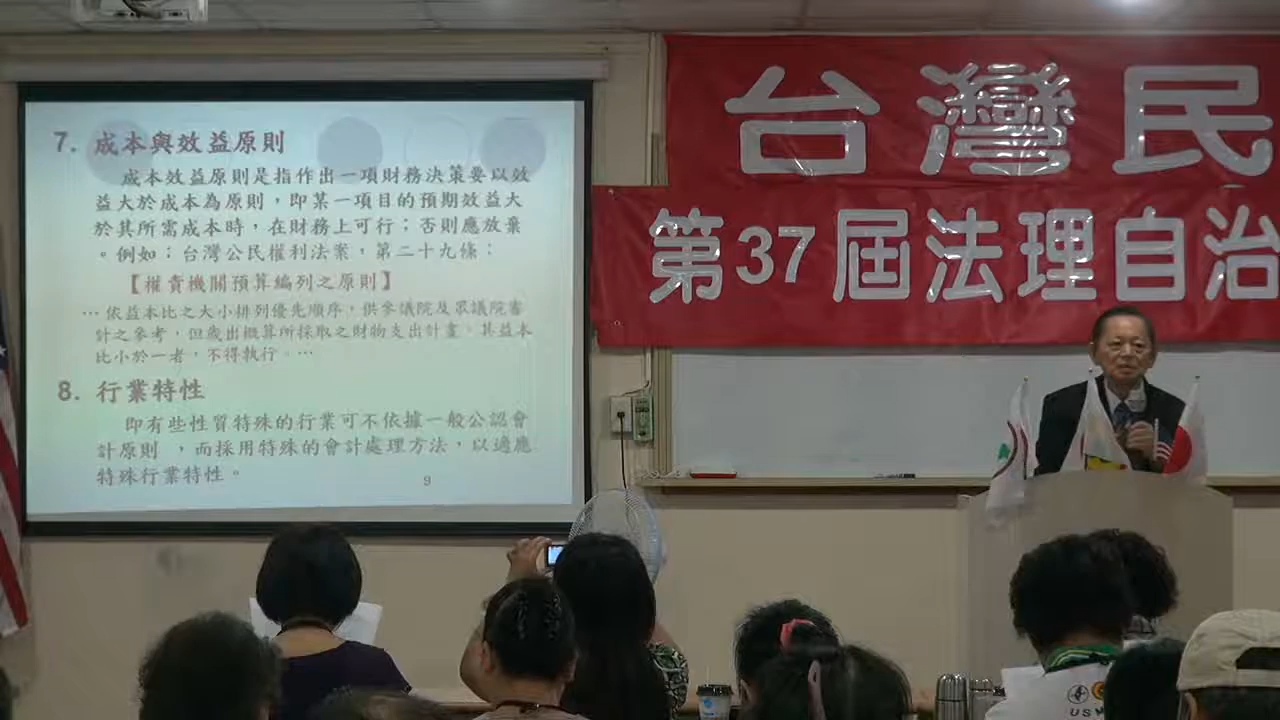 7. 成本與效益原則
成本效益原則是指作出一項財務決策要以效
益大於成本為原則，即某一項目的預期效益大
於其所需成本時，在財務上可行；否則應放棄
。例如：台灣公民權利法案，第二十九條：
【權責機關預算編列之原則】
…依益本比之大小排列優先順序，供參議院及眾議院審
計之參考，但歲出概算所採取之財物支出計畫，其益本
比小於一者，不得執行。…
8. 行業特性
即有些性質特殊的行業可不依據一般公認會
計原則 ，而採用特殊的會計處理方法，以適應
特殊行業特性。
9
台灣民
第37屆法理自治